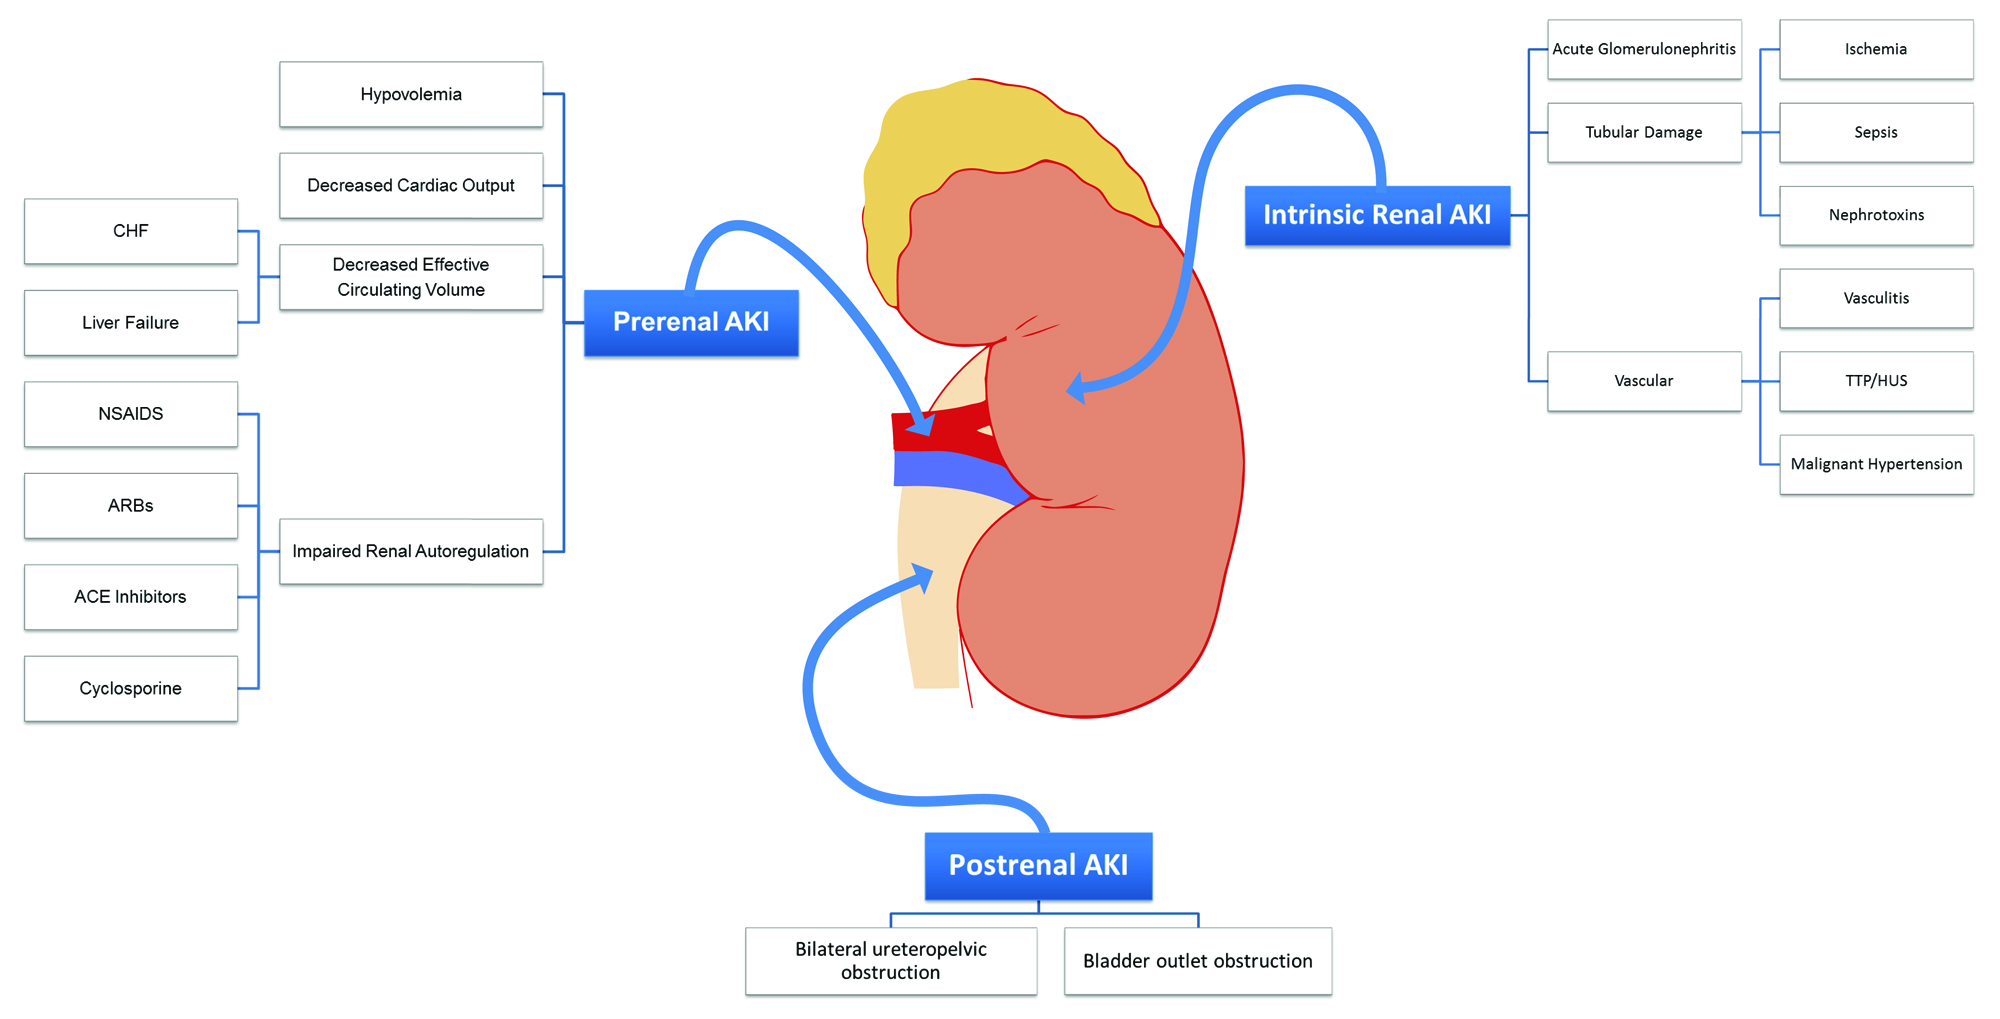 Hypovolemia
Decreased Cardiac Output
CHF
Decreased Effective
Circulating Volume
Liver Failure
Prerenal AKI
NSAIDS
ARBs
Impaired Renal Autoregulation
ACE Inhibitors
Cyclosporine
Intrinsic Renal AKI
Acute Glomerulonephritis
Tubular Damage
Ischemia
Sepsis
Nephrotoxins
Vascular
Vasculitis
TTP/HUS
Malignant Hypertension
Postrenal AKI
Bilateral ureteropelvic
obstruction
Bladder outlet obstruction